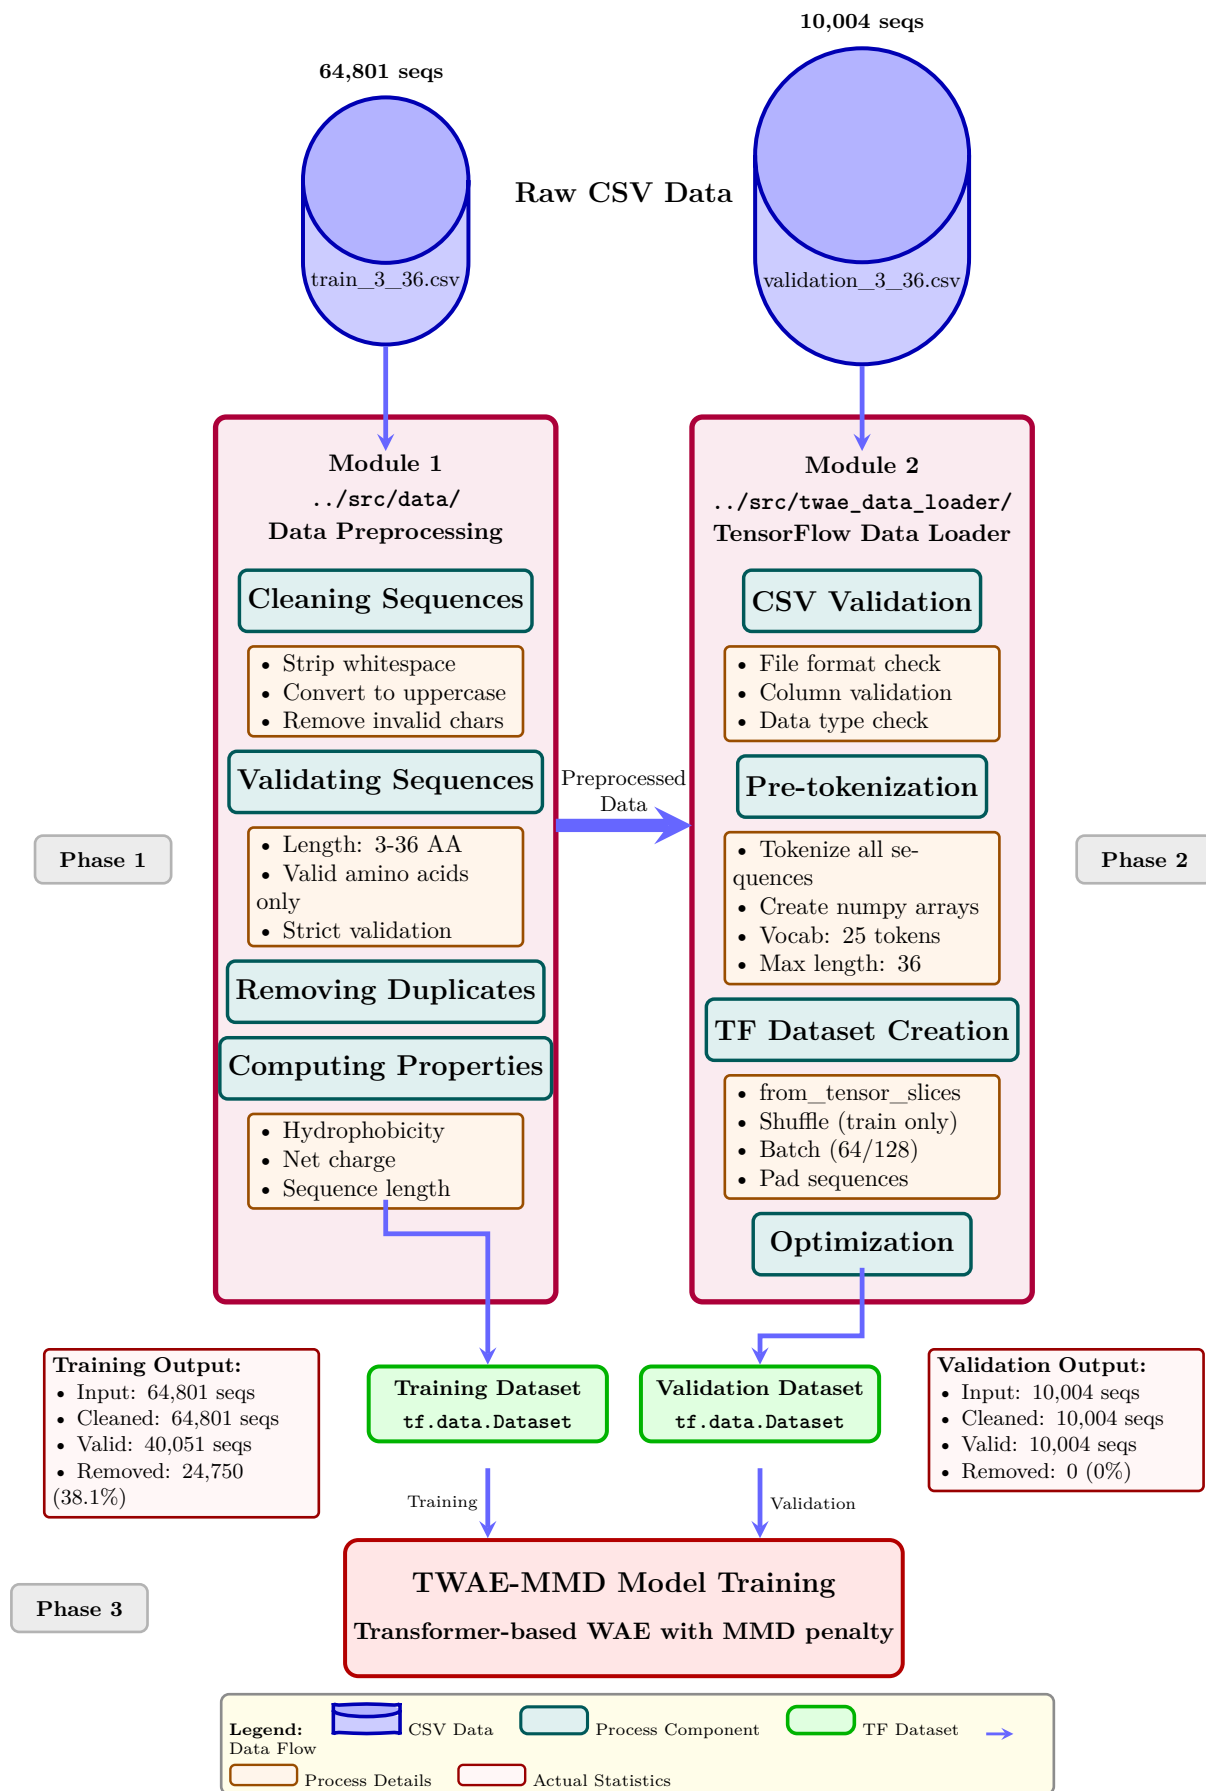 10,004 seqs
64,801 seqs
Raw CSV Data
train_3_36.csv
validation_3_36.csv
Module 1
../src/data/
Data Preprocessing
Cleaning Sequences
• Strip whitespace
• Convert to uppercase
• Remove invalid chars
Validating Sequences
• Length: 3-36 AA
• Valid amino acids
only
• Strict validation
Removing Duplicates
Computing Properties
• Hydrophobicity
• Net charge
• Sequence length
Preprocessed
Data
Module 2
../src/twae_data_loader/
TensorFlow Data Loader
CSV Validation
• File format check
• Column validation
• Data type check
Pre-tokenization
• Tokenize all se-
quences
• Create numpy arrays
• Vocab: 25 tokens
• Max length: 36
TF Dataset Creation
• from_tensor_slices
• Shuffle (train only)
• Batch (64/128)
• Pad sequences
Optimization
Phase 1
Phase 2
Training Output:
• Input: 64,801 seqs
• Cleaned: 64,801 seqs
• Valid: 40,051 seqs
• Removed: 24,750
(38.1%)
Training Dataset
tf.data.Dataset
Validation Dataset
tf.data.Dataset
Validation Output:
• Input: 10,004 seqs
• Cleaned: 10,004 seqs
• Valid: 10,004 seqs
• Removed: 0 (0%)
Training
Validation
Phase 3
TWAE-MMD Model Training
Transformer-based WAE with MMD penalty
Legend: CSV Data Process Component TF Dataset
Data Flow
Process Details Actual Statistics